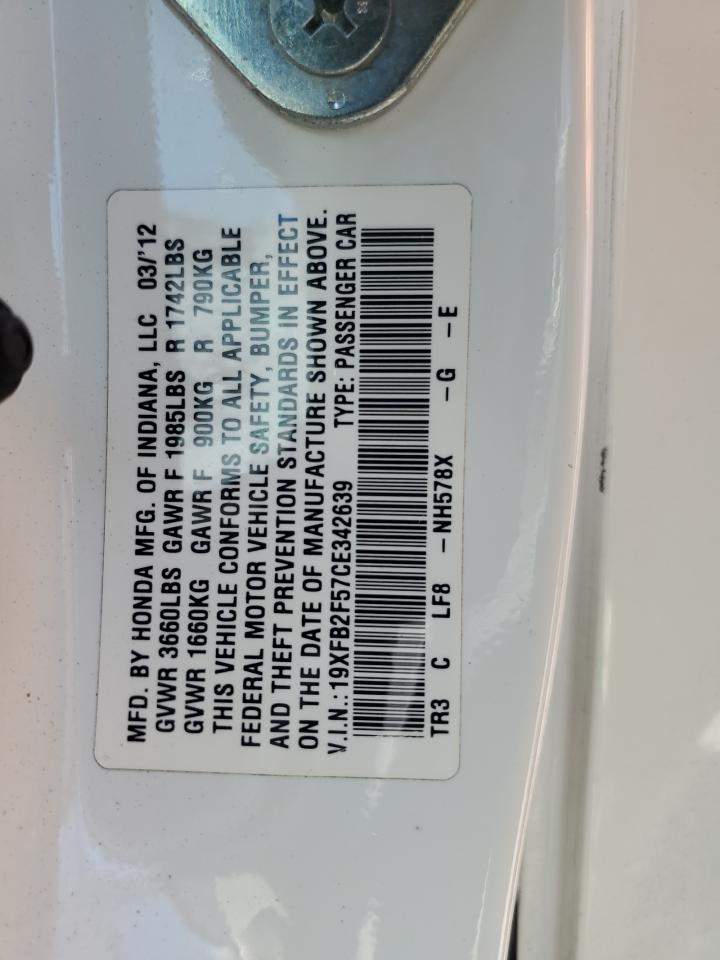 MFD. BY HONDA MFG. OF INDIANA, LLC 03/'12
GVWR 3660LBS GAWR F 1985LBS R 1742LBS
GVWR 1660KG GAWR F 900KG R 790KG
THIS VEHICLE CONFORMS TO ALL APPLICABLE
FEDERAL MOTOR VEHICLE SAFETY, BUMPER,
AND THEFT PREVENTION STANDARDS IN EFFECT
ON THE DATE OF MANUFACTURE SHOWN ABOVE.
V.I.N.:19XFB2F57CE342639 TYPE: PASSENGER CAR
TR3 C LF8 -NH578X -G -E